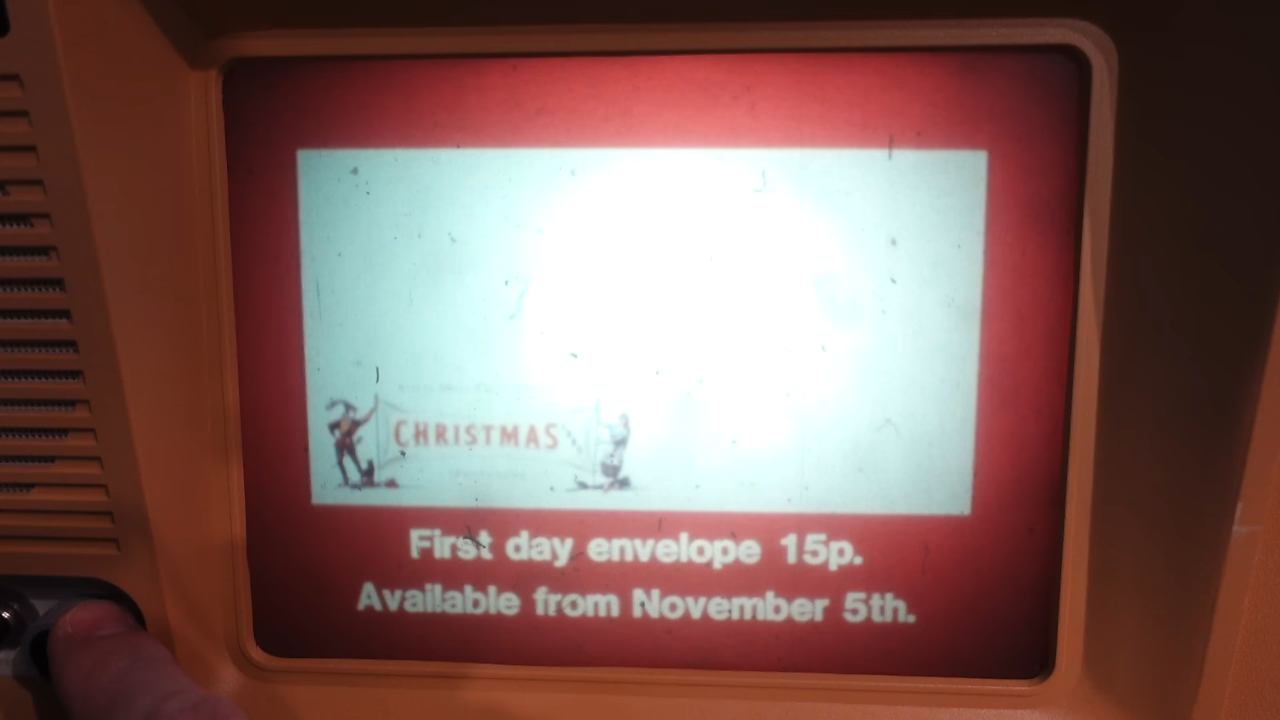 CHRISTMAS
First day envelope 15p.
Available from November 5th.